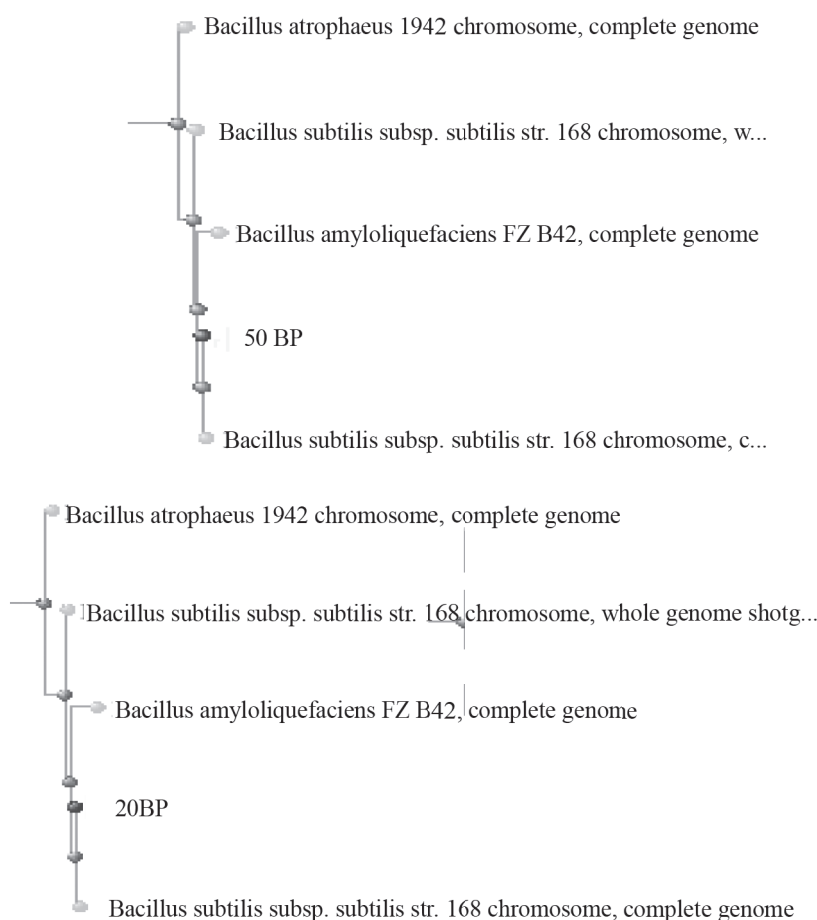 Bacillus atrophaeus 1942 chromosome, complete genome
Bacillus subtilis subsp. subtilis str. 168 chromosome, w...
Bacillus amyloliquefaciens FZ B42, complete genome
50 BP
Bacillus subtilis subsp. subtilis str. 168 chromosome, c...
Bacillus atrophaeus 1942 chromosome, complete genome
Bacillus subtilis subsp. subtilis str. 168 chromosome, whole genome shotg...
Bacillus amyloliquefaciens FZ B42, complete genome
20BP
Bacillus subtilis subsp. subtilis str. 168 chromosome, complete genome